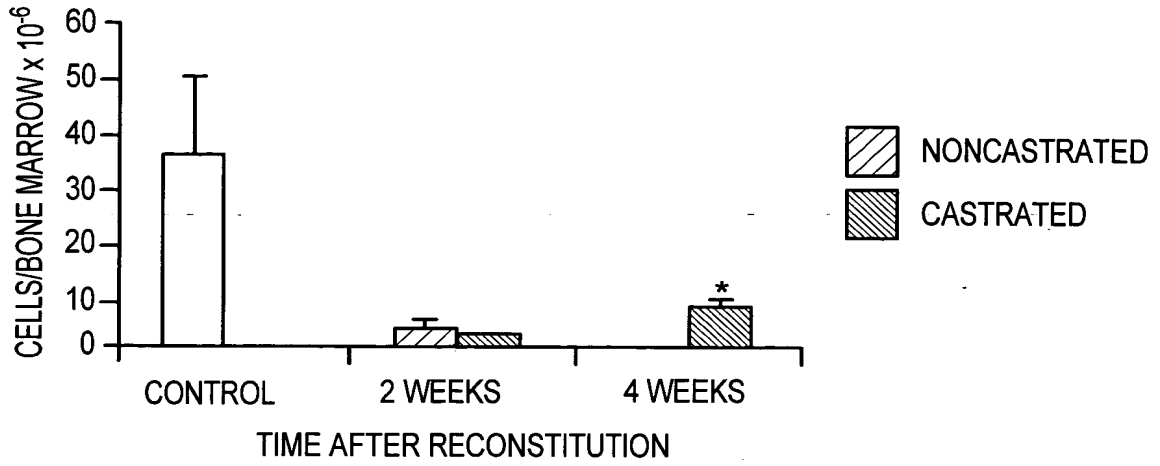 CELLS/BONE MARROW x 10-6
60
50
40
30
20
10
0
*
CONTROL
2 WEEKS
4 WEEKS
TIME AFTER RECONSTITUTION
NONCASTRATED
CASTRATED